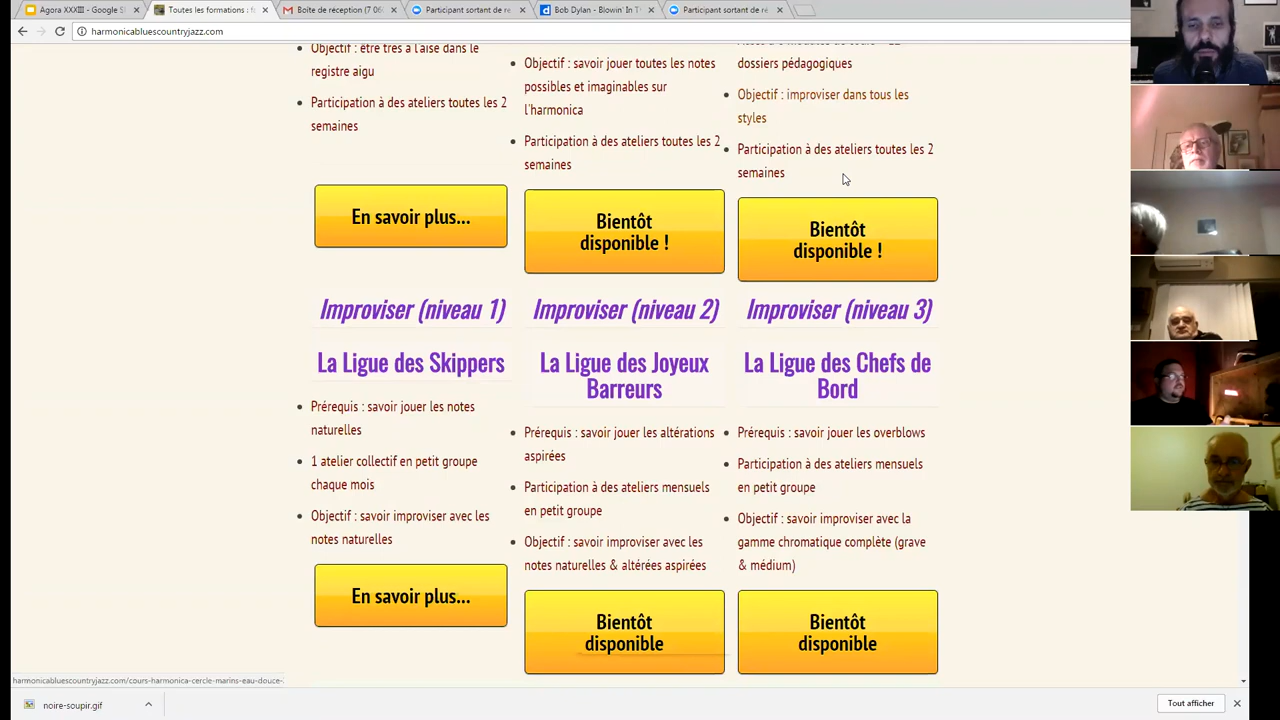 Agora XXXIII - Google S
Toutes les formations : f
Boîte de réception (7 06
Participant sortant de ré
Bob Dylan - Blowin' In T
Participant sortant de ré
harmonicabluescountryjazz.com
Objectif : être très à l'aise dans le
registre aigu
Participation à des ateliers toutes les 2
semaines
En savoir plus...
Objectif : savoir jouer toutes les notes
possibles et imaginables sur
l'harmonica
Participation à des ateliers toutes les 2
semaines
Bientôt
disponible !
dossiers pédagogiques
Objectif : improviser dans tous les
styles
Participation à des ateliers toutes les 2
semaines
Bientôt
disponible !
Improviser (niveau 1)
La Ligue des Skippers
Prérequis : savoir jouer les notes
naturelles
1 atelier collectif en petit groupe
chaque mois
Objectif : savoir improviser avec les
notes naturelles
En savoir plus...
Improviser (niveau 2)
La Ligue des Joyeux
Barreurs
Prérequis : savoir jouer les altérations
aspirées
Participation à des ateliers mensuels
en petit groupe
Objectif : savoir improviser avec les
notes naturelles & altérées aspirées
Bientôt
disponible
Improviser (niveau 3)
La Ligue des Chefs de
Bord
Prérequis : savoir jouer les overblows
Participation à des ateliers mensuels
en petit groupe
Objectif : savoir improviser avec la
gamme chromatique complète (grave
& médium)
Bientôt
disponible
harmonicabluescountryjazz.com/cours-harmonica-cercle-marins-eau-douce-
noire-soupir.gif
Tout afficher